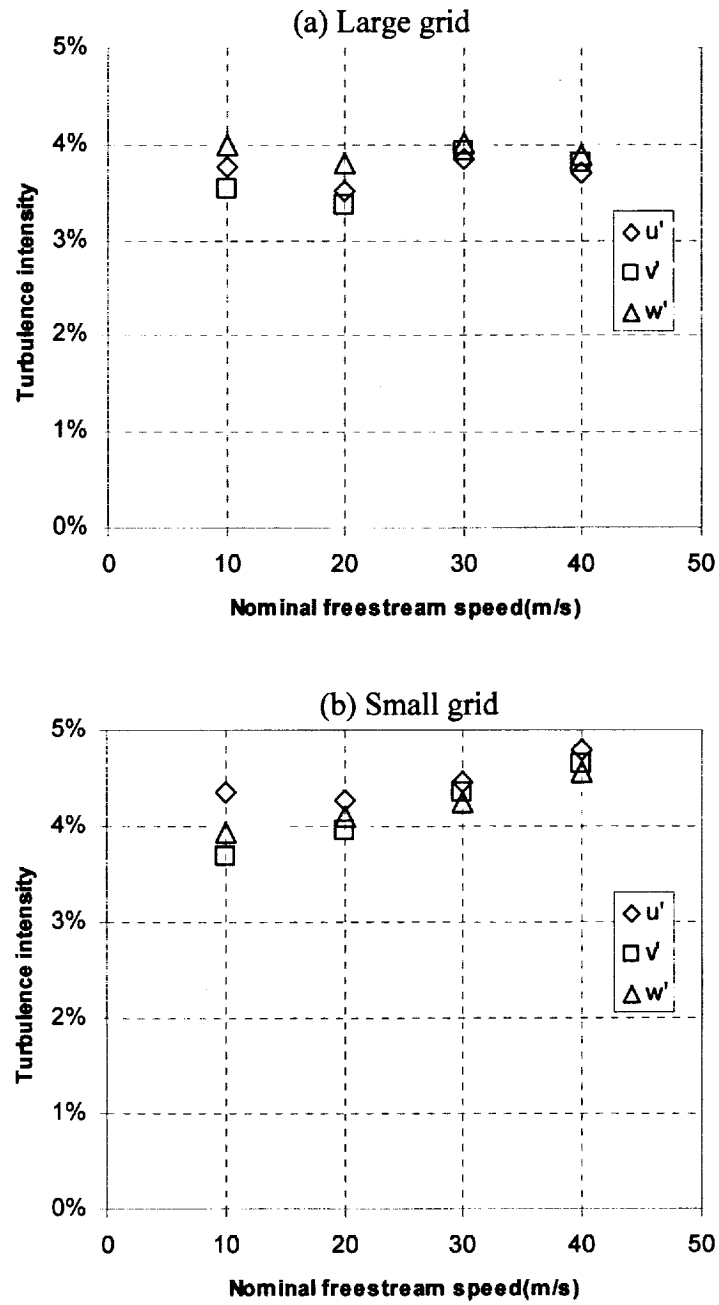 (a) Large grid
5%
4%
3%
2%
1%
0%
Turbulence intensity
u'
v'
w'
0 10 20 30 40 50
Nominal freestream speed(m/s)
(b) Small grid
5%
4%
3%
2%
1%
0%
Turbulence intensity
u'
v'
w'
0 10 20 30 40 50
Nominal freestream speed(m/s)